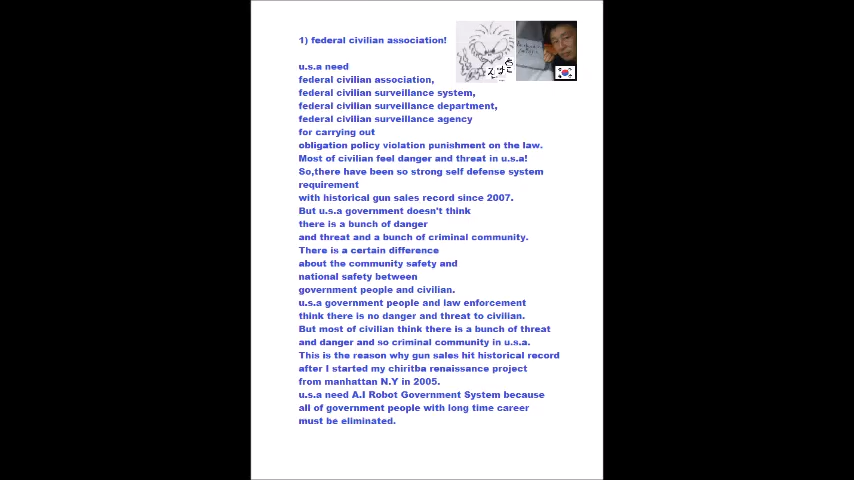 1) federal civilian association!
u.s.a need
federal civilian association,
federal civilian surveillance system,
federal civilian surveillance department,
federal civilian surveillance agency
for carrying out
obligation policy violation punishment on the law.
Most of civilian feel danger and threat in u.s.a!
So,there have been so strong self defense system
requirement
with historical gun sales record since 2007.
But u.s.a government doesn't think
there is a bunch of danger
and threat and a bunch of criminal community.
There is a certain difference
about the community safety and
national safety between
government people and civilian.
u.s.a government people and law enforcement
think there is no danger and threat to civilian.
But most of civilian think there is a bunch of threat
and danger and so criminal community in u.s.a.
This is the reason why gun sales hit historical record
after I started my chiritba renaissance project
from manhattan N.Y in 2005.
u.s.a need A.I Robot Government System because
all of government people with long time career
must be eliminated.